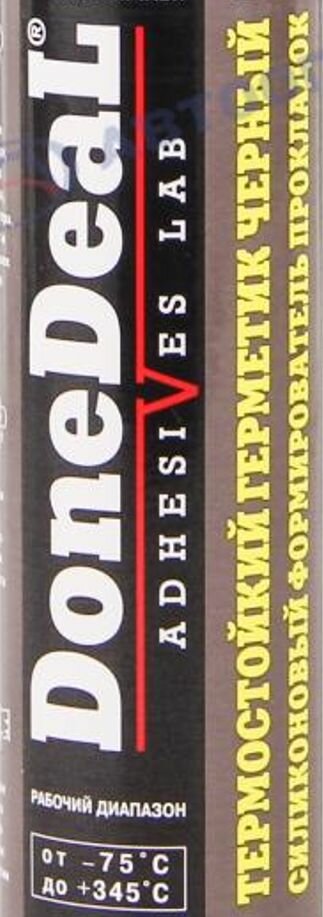 DoneDeaL®
ADHESIVES LAB
ТЕРМОСТОЙКИЙ ГЕРМЕТИК ЧЕРНЫЙ
СИЛИКОНОВЫЙ ФОРМИРОВАТЕЛЬ ПРОКЛАДОК
РАБОЧИЙ ДИАПАЗОН
от -75°C
до +345°C